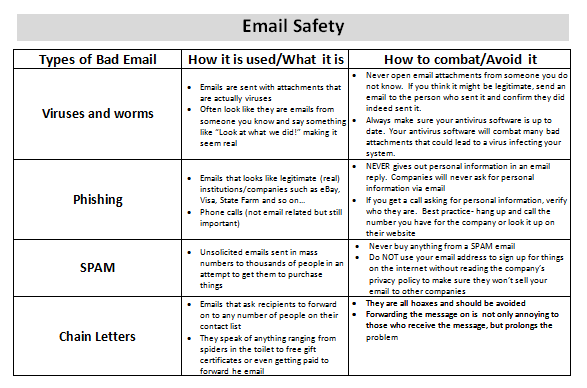 Email Safety
Types of Bad Email
How it is used/What it is
How to combat/Avoid it
Viruses and worms
• Emails are sent with attachments
that are actually viruses
• Often look like they are emails from
someone you know and say something
like "Look at what we did!" making it
seem real
• Never open email attachments from someone you do
not know. If you think it might be legitimate, send an
email to the person who sent it and confirm they did
indeed sent it.
• Always make sure your antivirus software is up to
date. Your antivirus software will combat many bad
attachments that could lead to a virus infecting your
system.
Phishing
• Emails that looks like legitimate (real)
institutions/companies such as eBay,
Visa, State Farm and so on...
• Phone calls (not email related but still
important)
• NEVER gives out personal information in an email
reply. Companies will never ask for personal
information via email
• If you get a call asking for personal information, verify
who they are. Best practice- hang up and call the
number you have for the company or look it up on
their website
SPAM
• Unsolicited emails sent in mass
numbers to thousands of people in an
attempt to get them to purchase
things
• Never buy anything from a SPAM email
• Do NOT use your email address to sign up for things
on the internet without reading the company's
privacy policy to make sure they won't sell your
email to other companies
Chain Letters
• Emails that ask recipients to forward
on to any number of people on their
contact list
• They speak of anything ranging from
spiders in the toilet to free gift
certificates or even getting paid to
forward he email
• They are all hoaxes and should be avoided
• Forwarding the message on is not only annoying to
those who receive the message, but prolongs the
problem